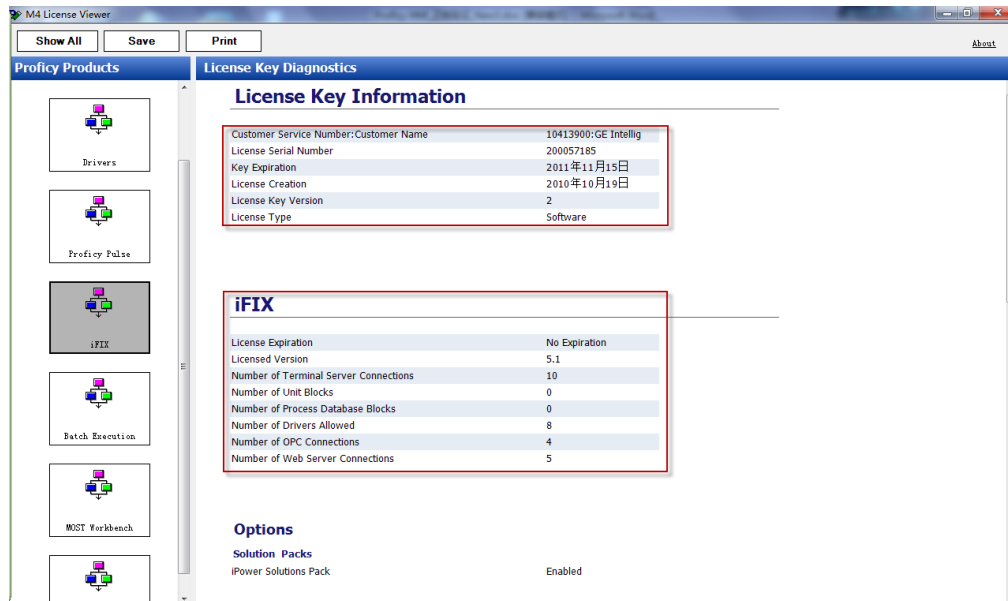 M4 License Viewer
Show All Save Print
About
Proficy Products
License Key Diagnostics
Drivers
Proficy Pulse
iFIX
Batch Execution
MOST Workbench
License Key Information
Customer Service Number:Customer Name 10413900:GE Intellig
License Serial Number 200057185
Key Expiration 2011年11月15日
License Creation 2010年10月19日
License Key Version 2
License Type Software
iFIX
License Expiration No Expiration
Licensed Version 5.1
Number of Terminal Server Connections 10
Number of Unit Blocks 0
Number of Process Database Blocks 0
Number of Drivers Allowed 8
Number of OPC Connections 4
Number of Web Server Connections 5
Options
Solution Packs
iPower Solutions Pack Enabled